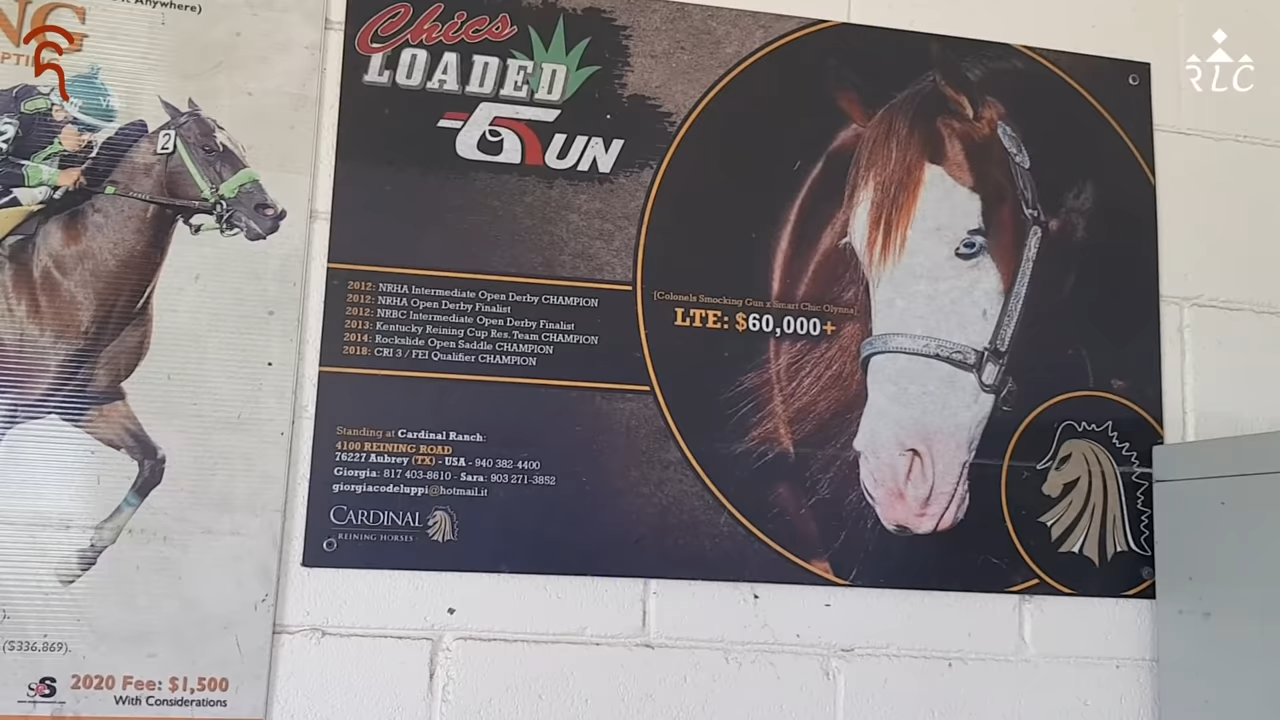 t Anywhere)
NG
PTIN
2
2
($336,869).
2020 Fee: $1,500
With Considerations
Chics
LOADED
GUN
2012: NRHA Intermediate Open Derby CHAMPION
2012: NRHA Open Derby Finalist
2012: NRBC Intermediate Open Derby Finalist
2013: Kentucky Reining Cup Res. Team CHAMPION
2014: Rockslide Open Saddle CHAMPION
2018: CRI 3 / FEI Qualifier CHAMPION
[Colonels Smocking Gun x Smart Chic Olynna]
LTE: $60,000+
Standing at Cardinal Ranch:
4100 REINING ROAD
76227 Aubrey (TX) - USA - 940 382-4400
Giorgia: 817 403-8610 - Sara: 903 271-3852
giorgiacodeluppi@hotmail.it
CARDINAL
REINING HORSES
RLC